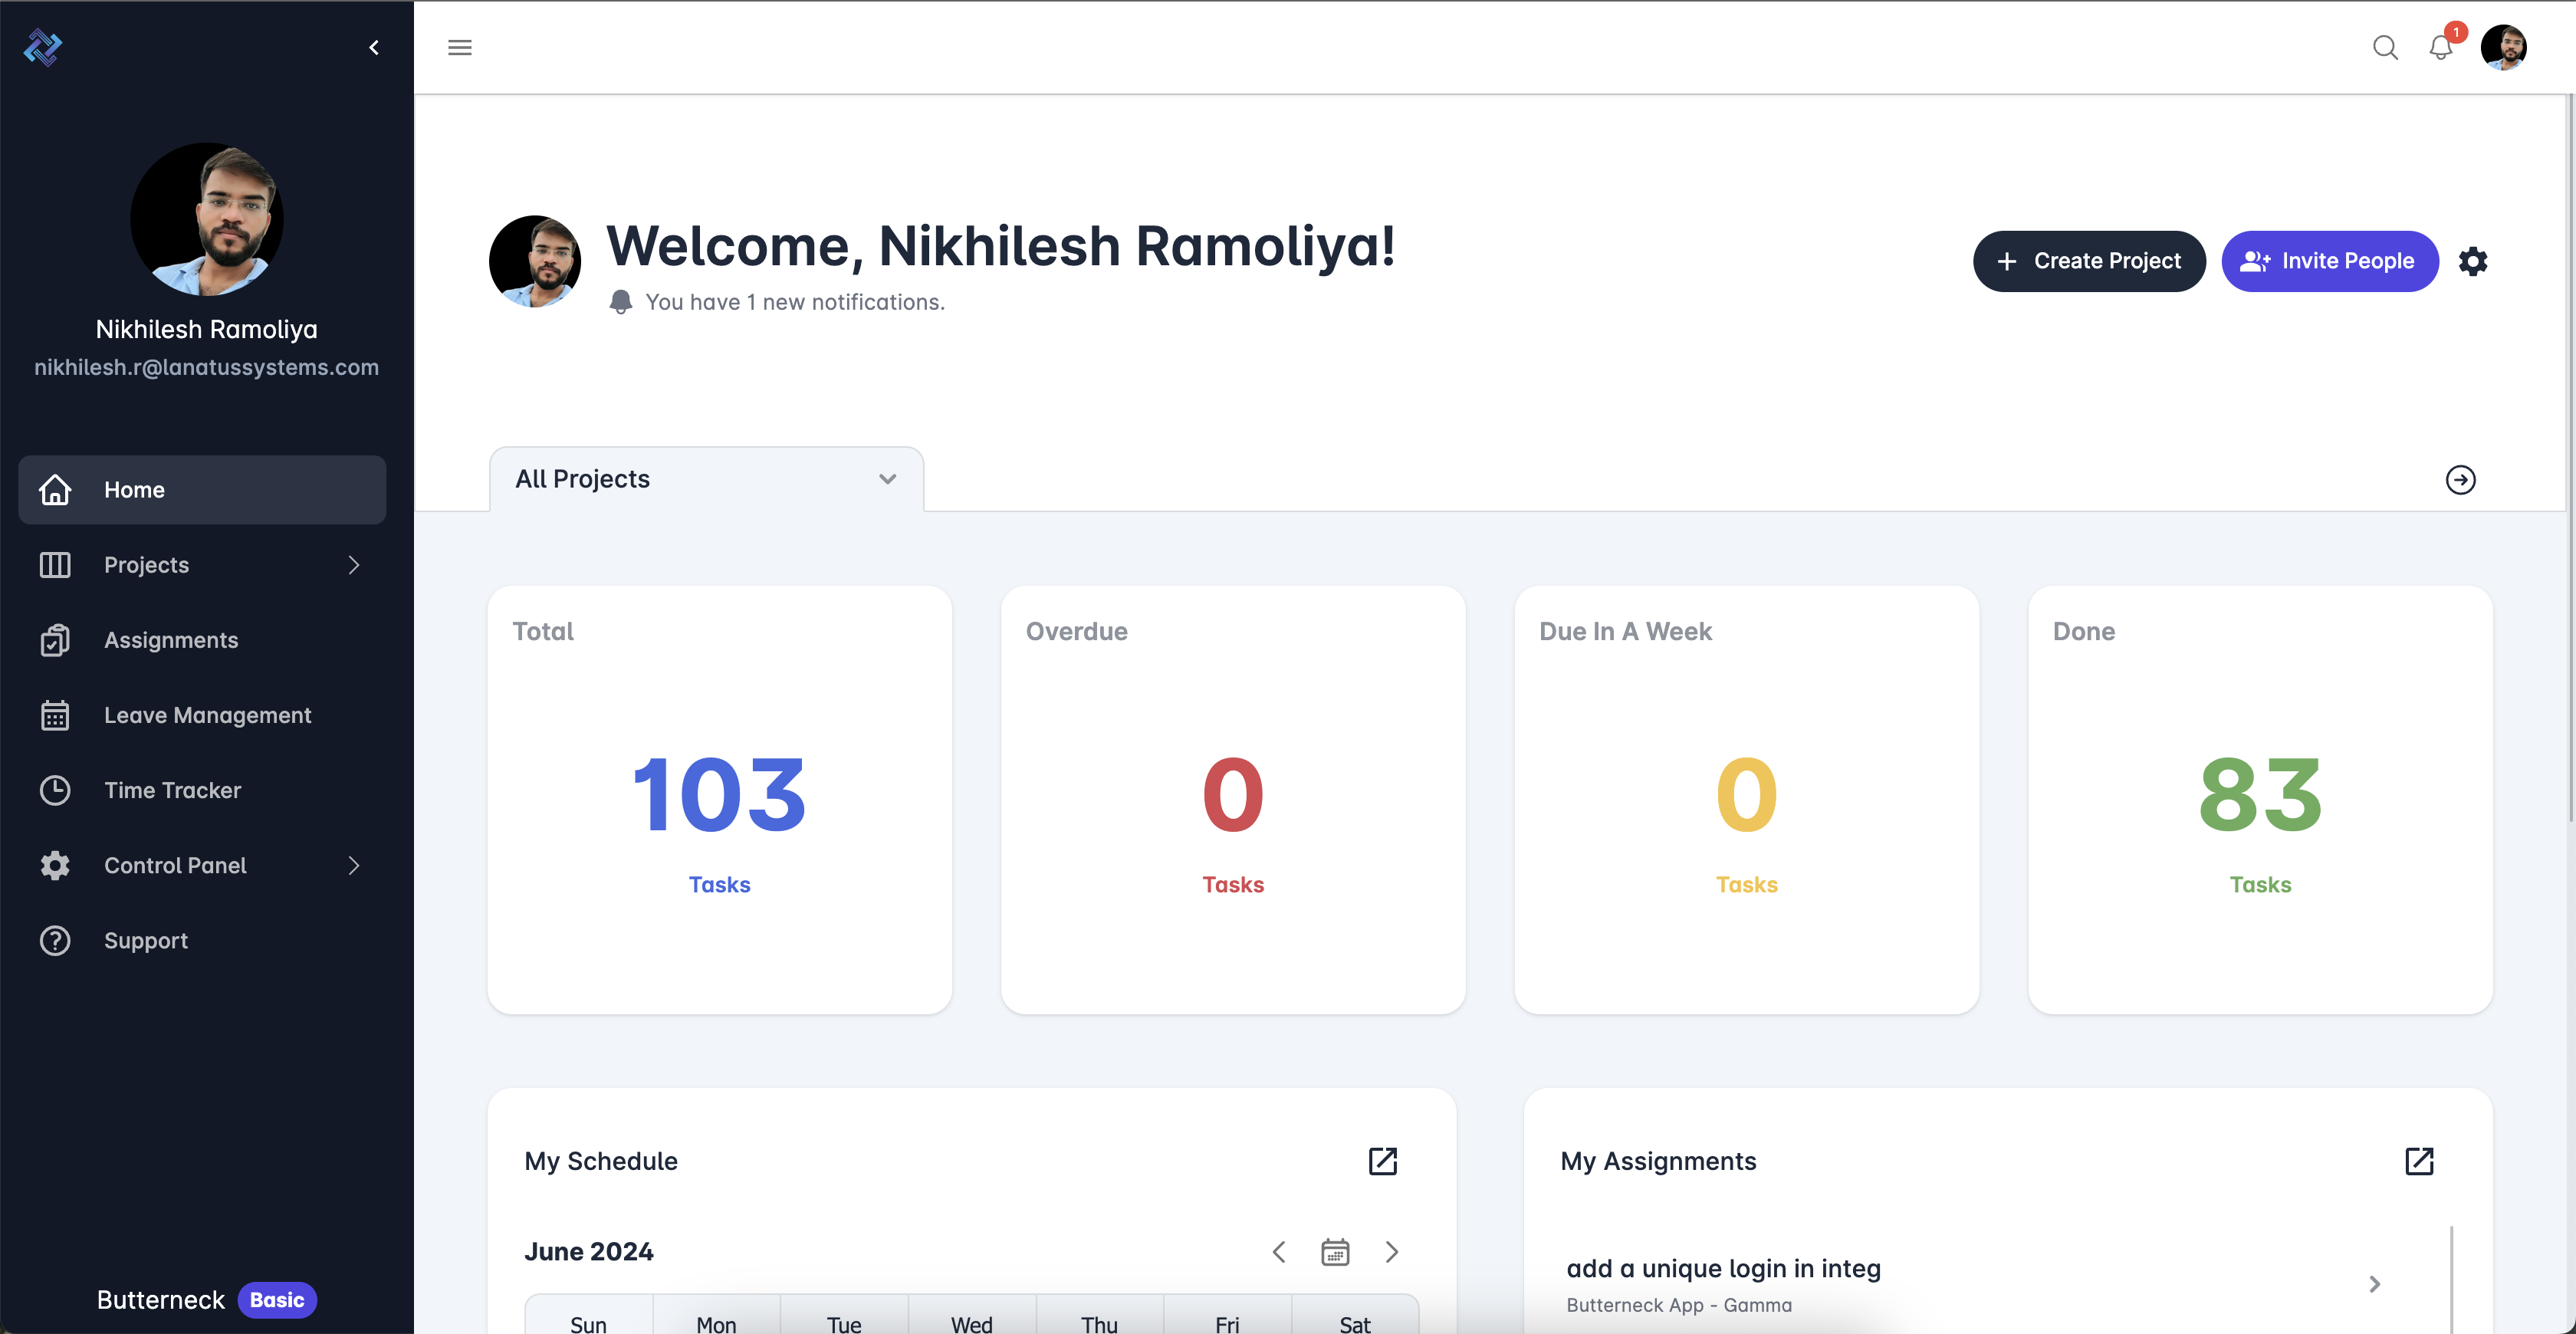 Nikhilesh Ramoliya
nikhilesh.r@lanatussystems.com
Home
Projects
Assignments
Leave Management
Time Tracker
Control Panel
Support
Butterneck Basic
1
Welcome, Nikhilesh Ramoliya!
You have 1 new notifications.
+ Create Project
Invite People
All Projects
Total
103
Tasks
Overdue
0
Tasks
Due In A Week
0
Tasks
Done
83
Tasks
My Schedule
June 2024
Sun Mon Tue Wed Thu Fri Sat
My Assignments
add a unique login in integ
Butterneck App - Gamma